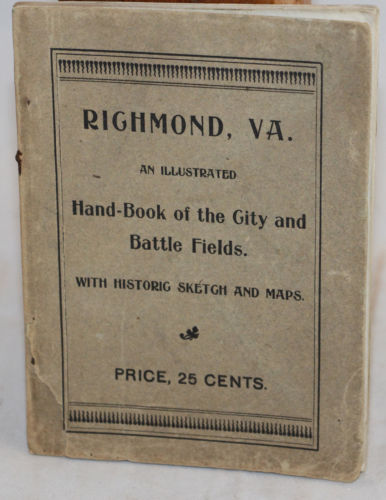 RICHMOND, VA.
AN ILLUSTRATED
Hand-Book of the City and
Battle Fields.
WITH HISTORIC SKETCH AND MAPS.
PRICE, 25 CENTS.